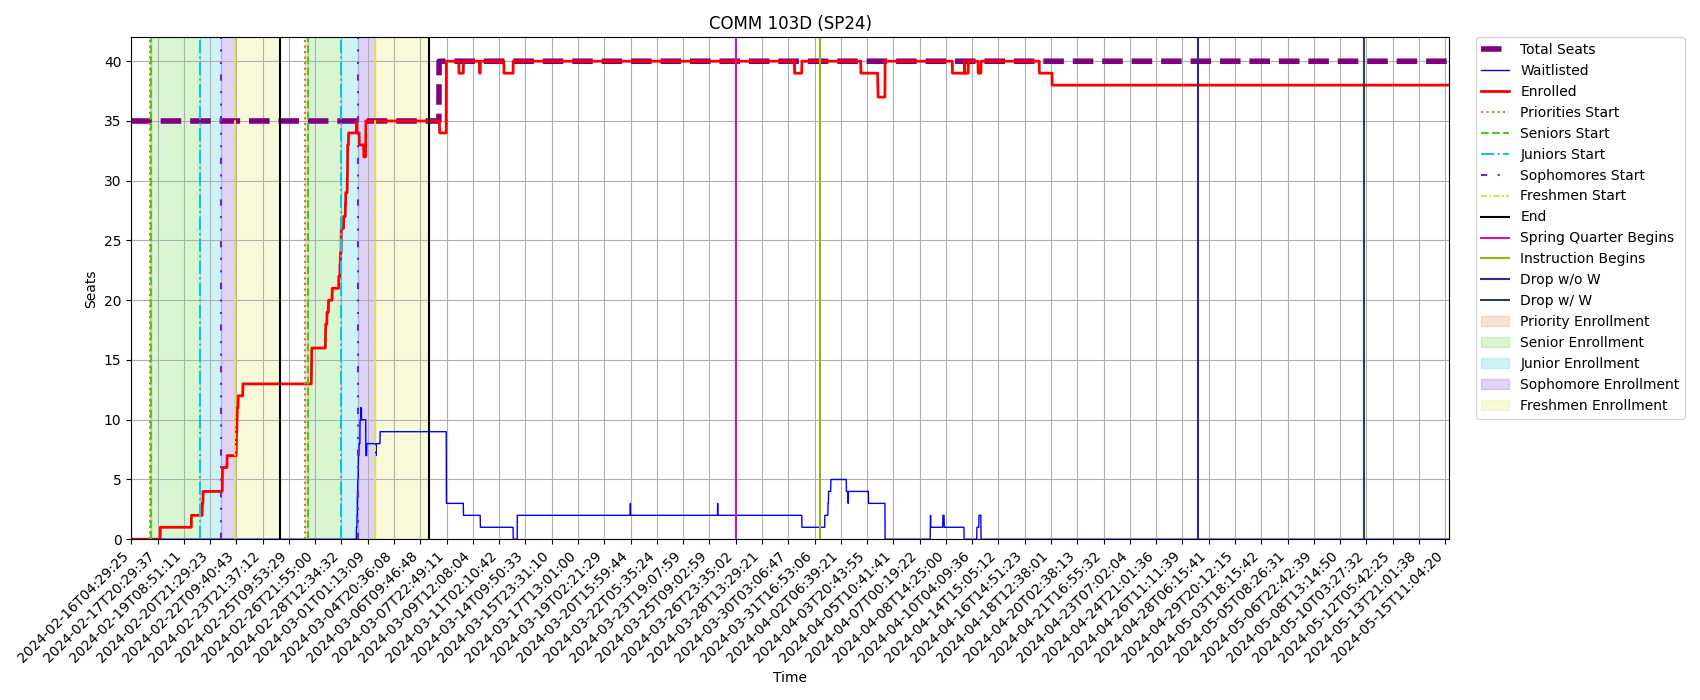 COMM 103D (SP24)
Seats
40
35
30
25
20
15
10
5
0
2024-02-16T04:29:25
2024-02-17T20:29:37
2024-02-19T08:51:11
2024-02-20T21:29:23
2024-02-22T09:40:43
2024-02-23T21:37:12
2024-02-25T09:53:29
2024-02-26T21:55:00
2024-02-28T12:34:32
2024-03-01T01:13:09
2024-03-04T20:36:08
2024-03-06T09:46:48
2024-03-07T22:49:11
2024-03-09T12:08:04
2024-03-11T02:10:42
2024-03-14T09:50:33
2024-03-15T23:31:10
2024-03-17T13:01:00
2024-03-19T02:21:29
2024-03-20T15:59:44
2024-03-22T05:35:24
2024-03-23T19:07:59
2024-03-25T09:02:59
2024-03-26T23:35:02
2024-03-28T13:29:21
2024-03-30T03:06:47
2024-03-31T16:53:06
2024-04-02T06:39:21
2024-04-03T20:43:55
2024-04-05T10:41:41
2024-04-07T00:19:22
2024-04-08T14:25:00
2024-04-10T04:09:36
2024-04-14T15:05:12
2024-04-16T14:51:23
2024-04-18T12:38:01
2024-04-20T02:38:13
2024-04-21T16:55:32
2024-04-23T07:02:04
2024-04-24T21:01:36
2024-04-26T11:11:39
2024-04-28T06:15:41
2024-04-29T20:12:15
2024-05-03T18:15:42
2024-05-05T08:26:31
2024-05-06T22:42:39
2024-05-08T13:14:50
2024-05-10T03:27:32
2024-05-12T05:42:25
2024-05-13T21:01:38
2024-05-15T11:04:20
Time
Total Seats
Waitlisted
Enrolled
Priorities Start
Seniors Start
Juniors Start
Sophomores Start
Freshmen Start
End
Spring Quarter Begins
Instruction Begins
Drop w/o W
Drop w/ W
Priority Enrollment
Senior Enrollment
Junior Enrollment
Sophomore Enrollment
Freshmen Enrollment